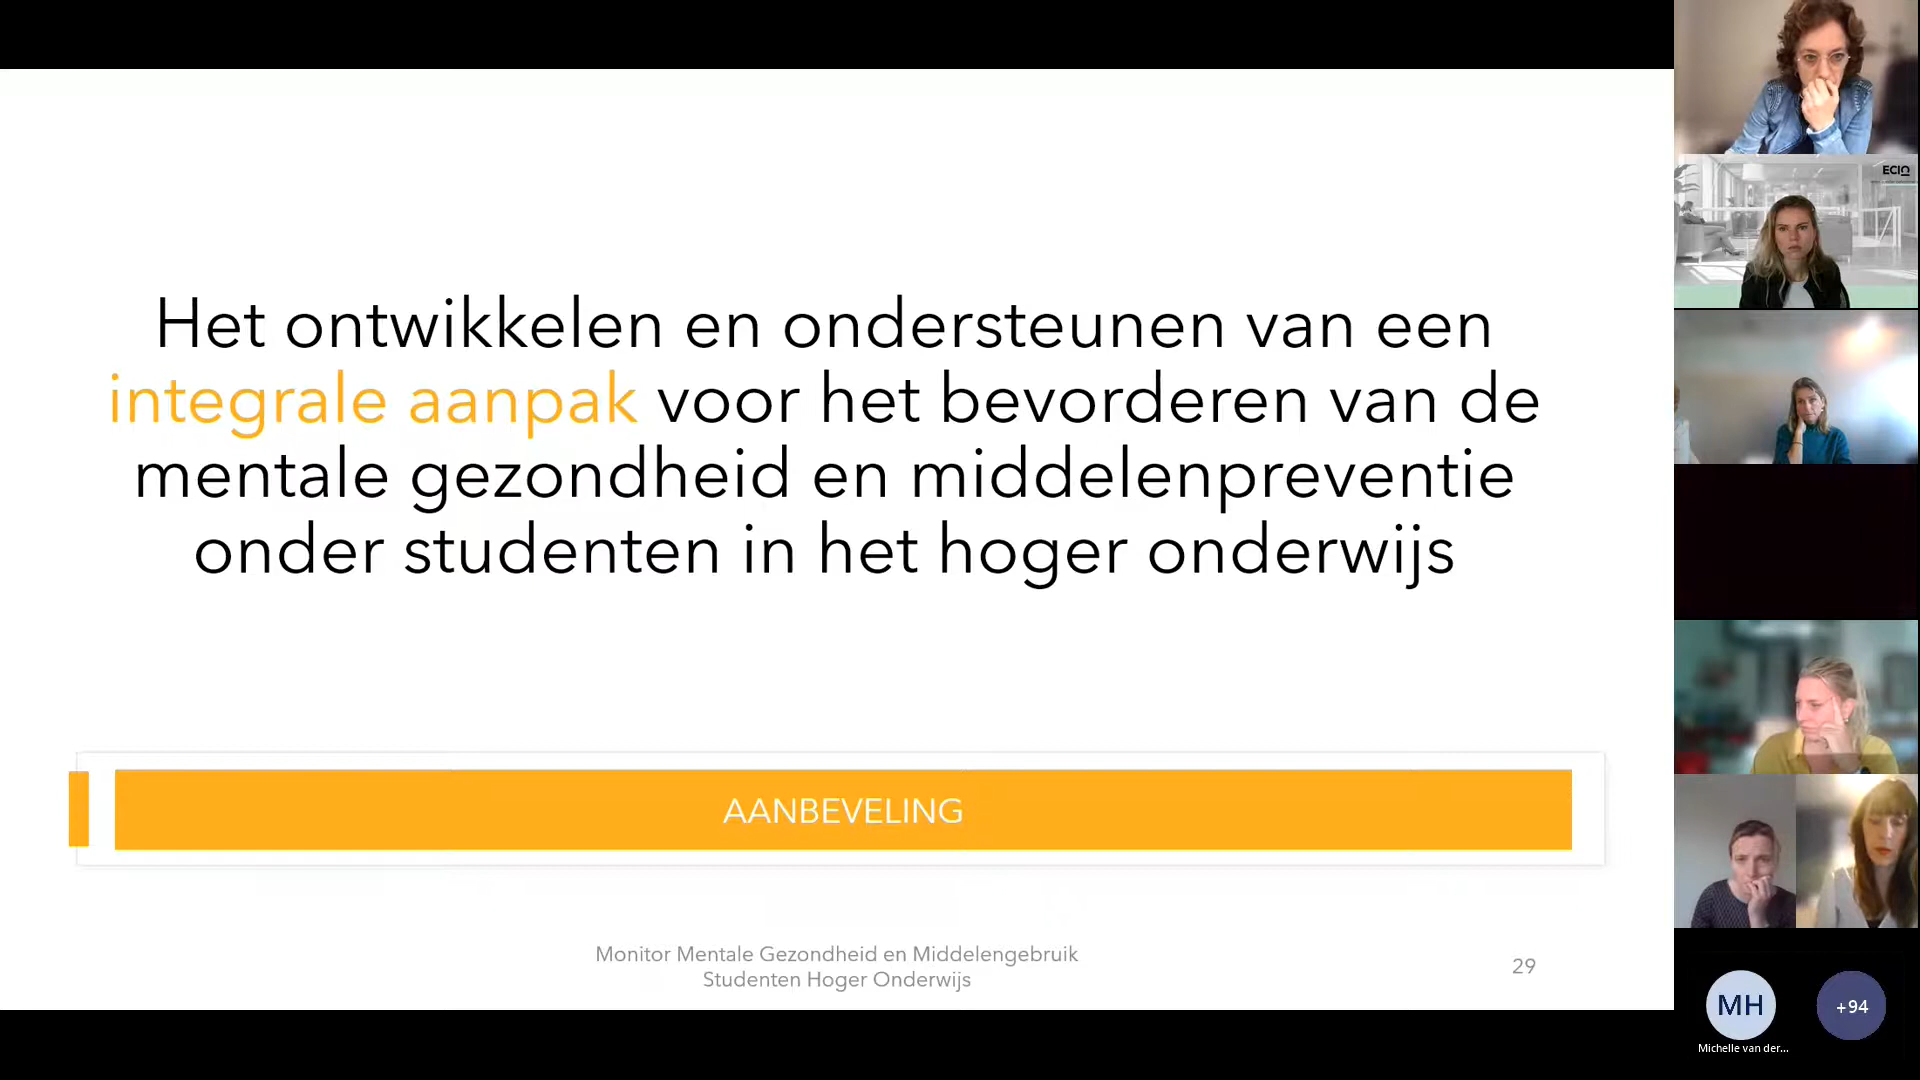 Het ontwikkelen en ondersteunen van een
integrale aanpak voor het bevorderen van de
mentale gezondheid en middelenpreventie
onder studenten in het hoger onderwijs
AANBEVELING
Monitor Mentale Gezondheid en Middelengebruik
Studenten Hoger Onderwijs
29
ECIO
MH
+94
Michelle van der...